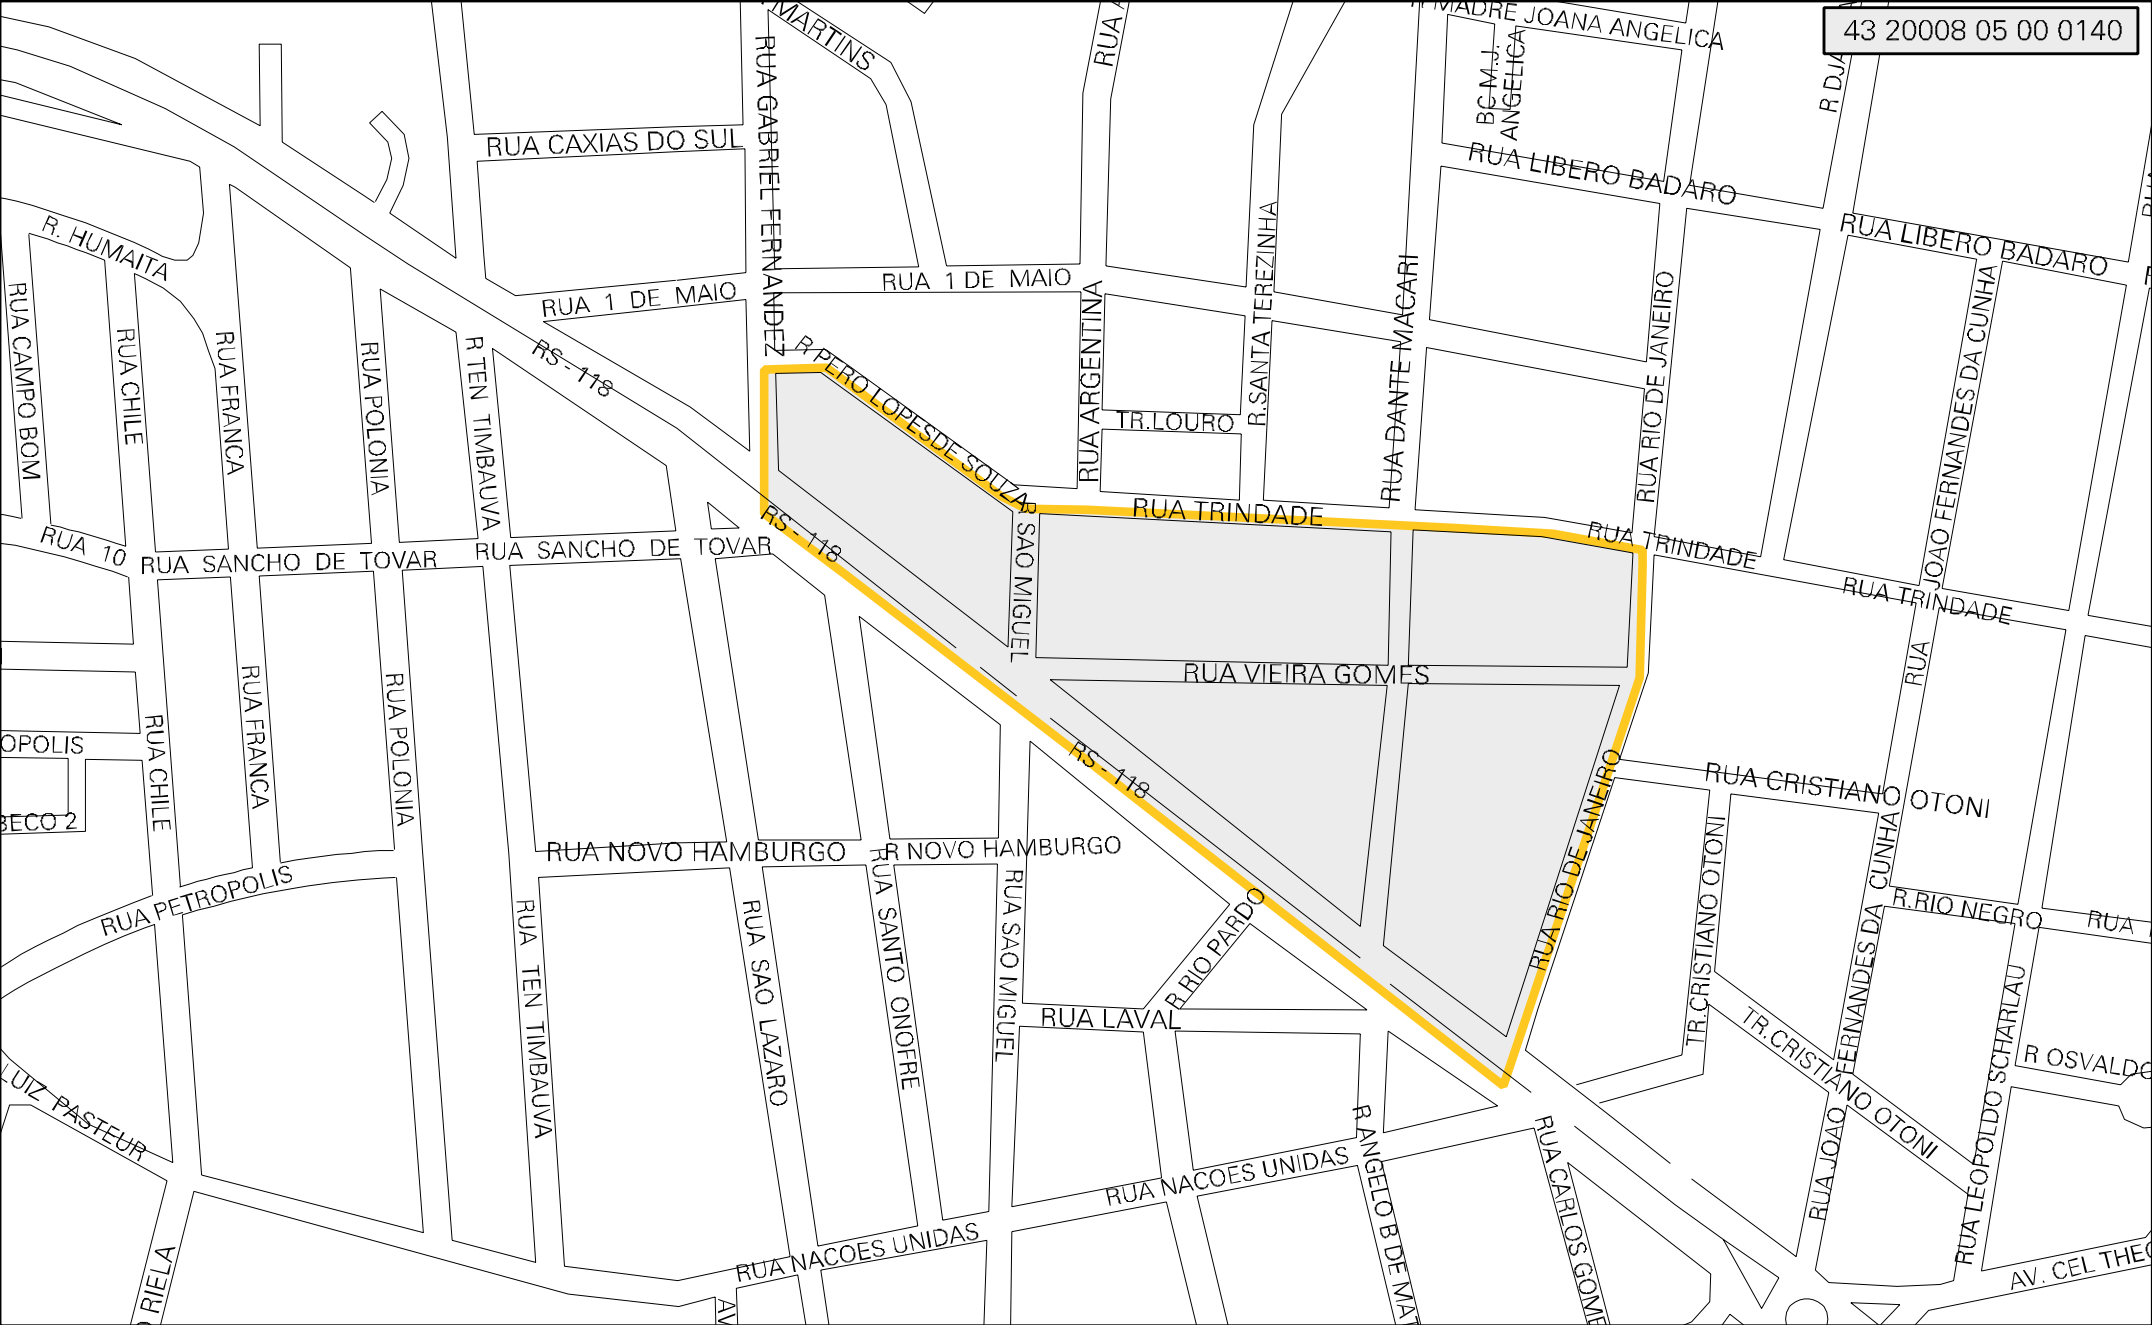 43 20008 05 00 0140
R MADRE JOANA ANGELICA
MARTINS
RUA GABRIEL FERNANDEZ
BC M.J.
ANGELICA
RUA CAXIAS DO SUL
RUA LIBERO BADARO
RUA LIBERO BADARO
R. HUMAITA
RUA 1 DE MAIO
RUA 1 DE MAIO
R.SANTA TEREZINHA
RUA ARGENTINA
RUA DANTE MACARI
RUA RIO DE JANEIRO
JOAO FERNANDES DA CUNHA
RUA CAMPO BOM
RUA CHILE
RUA FRANCA
RUA POLONIA
R TEN TIMBAUVA
RS - 118
R PERO LOPES DE SOUZA
TR.LOURO
RUA TRINDADE
RUA TRINDADE
RUA TRINDADE
RS - 118
R SAO MIGUEL
RUA 10
RUA SANCHO DE TOVAR
RUA SANCHO DE TOVAR
RUA VIEIRA GOMES
RUA
RUA FRANCA
RUA POLONIA
RUA CHILE
OPOLIS
BECO 2
RS - 118
RUA CRISTIANO OTONI
RUA RIO DE JANEIRO
RUA NOVO HAMBURGO
R NOVO HAMBURGO
RUA PETROPOLIS
RUA TEN TIMBAUVA
RUA SAO LAZARO
RUA SANTO ONOFRE
RUA SAO MIGUEL
R RIO PARDO
RUA LAVAL
TR.CRISTIANO OTONI
TR.CRISTIANO OTONI
R.RIO NEGRO
RUA
RUA JOAO FERNANDES DA CUNHA
RUA LEOPOLDO SCHARLAU
R OSVALDO
LUIZ PASTEUR
RUA NACOES UNIDAS
RUA NACOES UNIDAS
R ANGELO B DE MAT
RUA CARLOS GOME
RIELA
AV
AV. CEL THEO